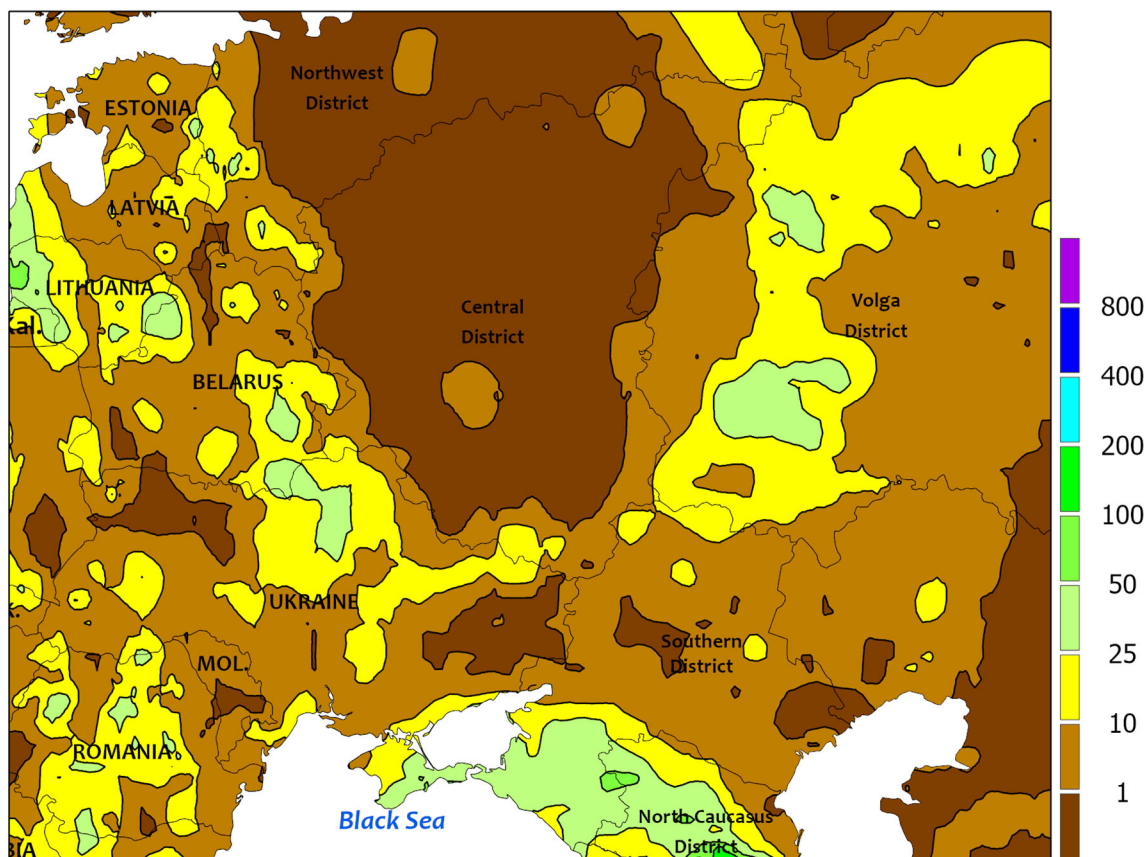 Northwest
District
ESTONIA
LATVIA
LITHUANIA
Kal.
Central
District
Volga
District
BELARUS
UKRAINE
MOL.
Southern
District
ROMANIA
Black Sea
North Caucasus
District
BIA
800
400
200
100
50
25
10
1